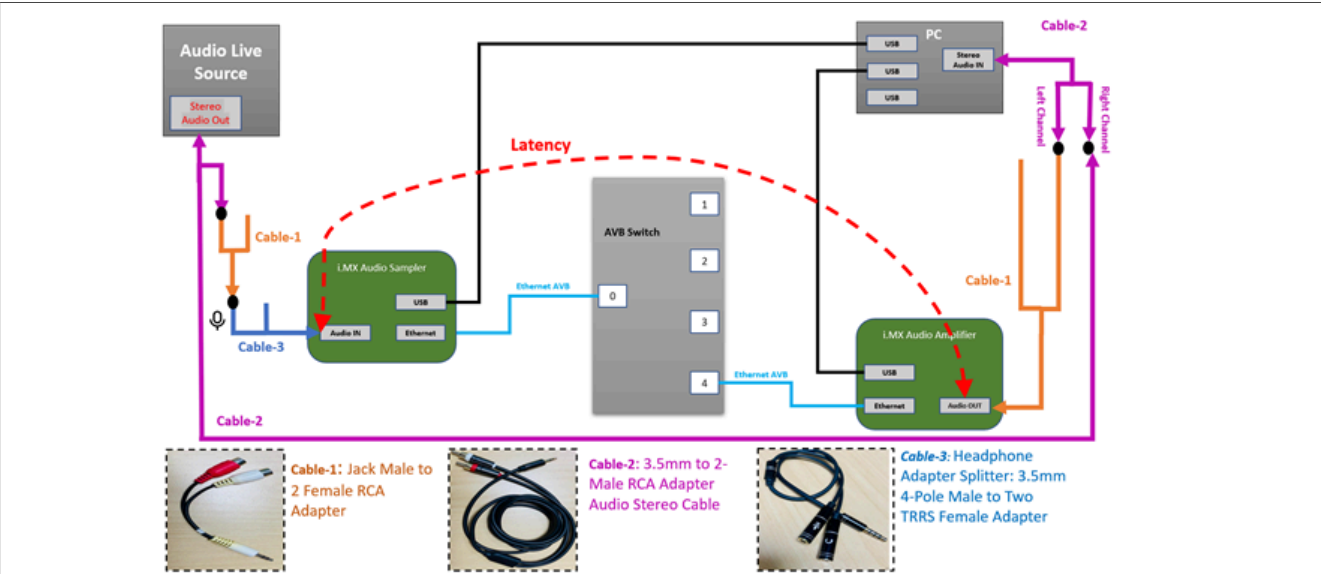 Audio Live
Source
Stereo
Audio Out
PC
USB
USB
USB
Stereo
Audio IN
Cable-2
Left Channel
Right Channel
Latency
Cable-1
AVB Switch
1
2
3
4
0
i.MX Audio Sampler
USB
Audio IN
Ethernet
Ethernet AVB
Cable-3
Cable-1
i.MX Audio Amplifier
USB
Ethernet
Audio OUT
Ethernet AVB
Cable-2
Cable-1: Jack Male to
2 Female RCA
Adapter
Cable-2: 3.5mm to 2-
Male RCA Adapter
Audio Stereo Cable
Cable-3: Headphone
Adapter Splitter: 3.5mm
4-Pole Male to Two
TRRS Female Adapter